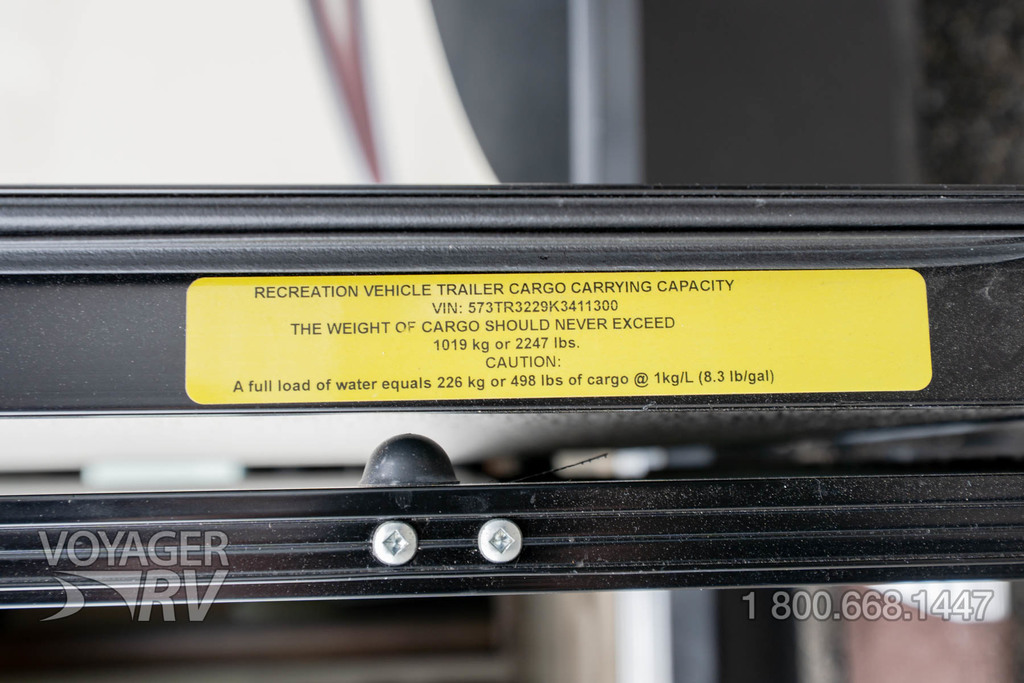 RECREATION VEHICLE TRAILER CARGO CARRYING CAPACITY
VIN: 573TR3229K3411300
THE WEIGHT OF CARGO SHOULD NEVER EXCEED
1019 kg or 2247 lbs.
CAUTION:
A full load of water equals 226 kg or 498 lbs of cargo @ 1kg/L (8.3 lb/gal)
VOYAGER
RV
1 800.668.1447